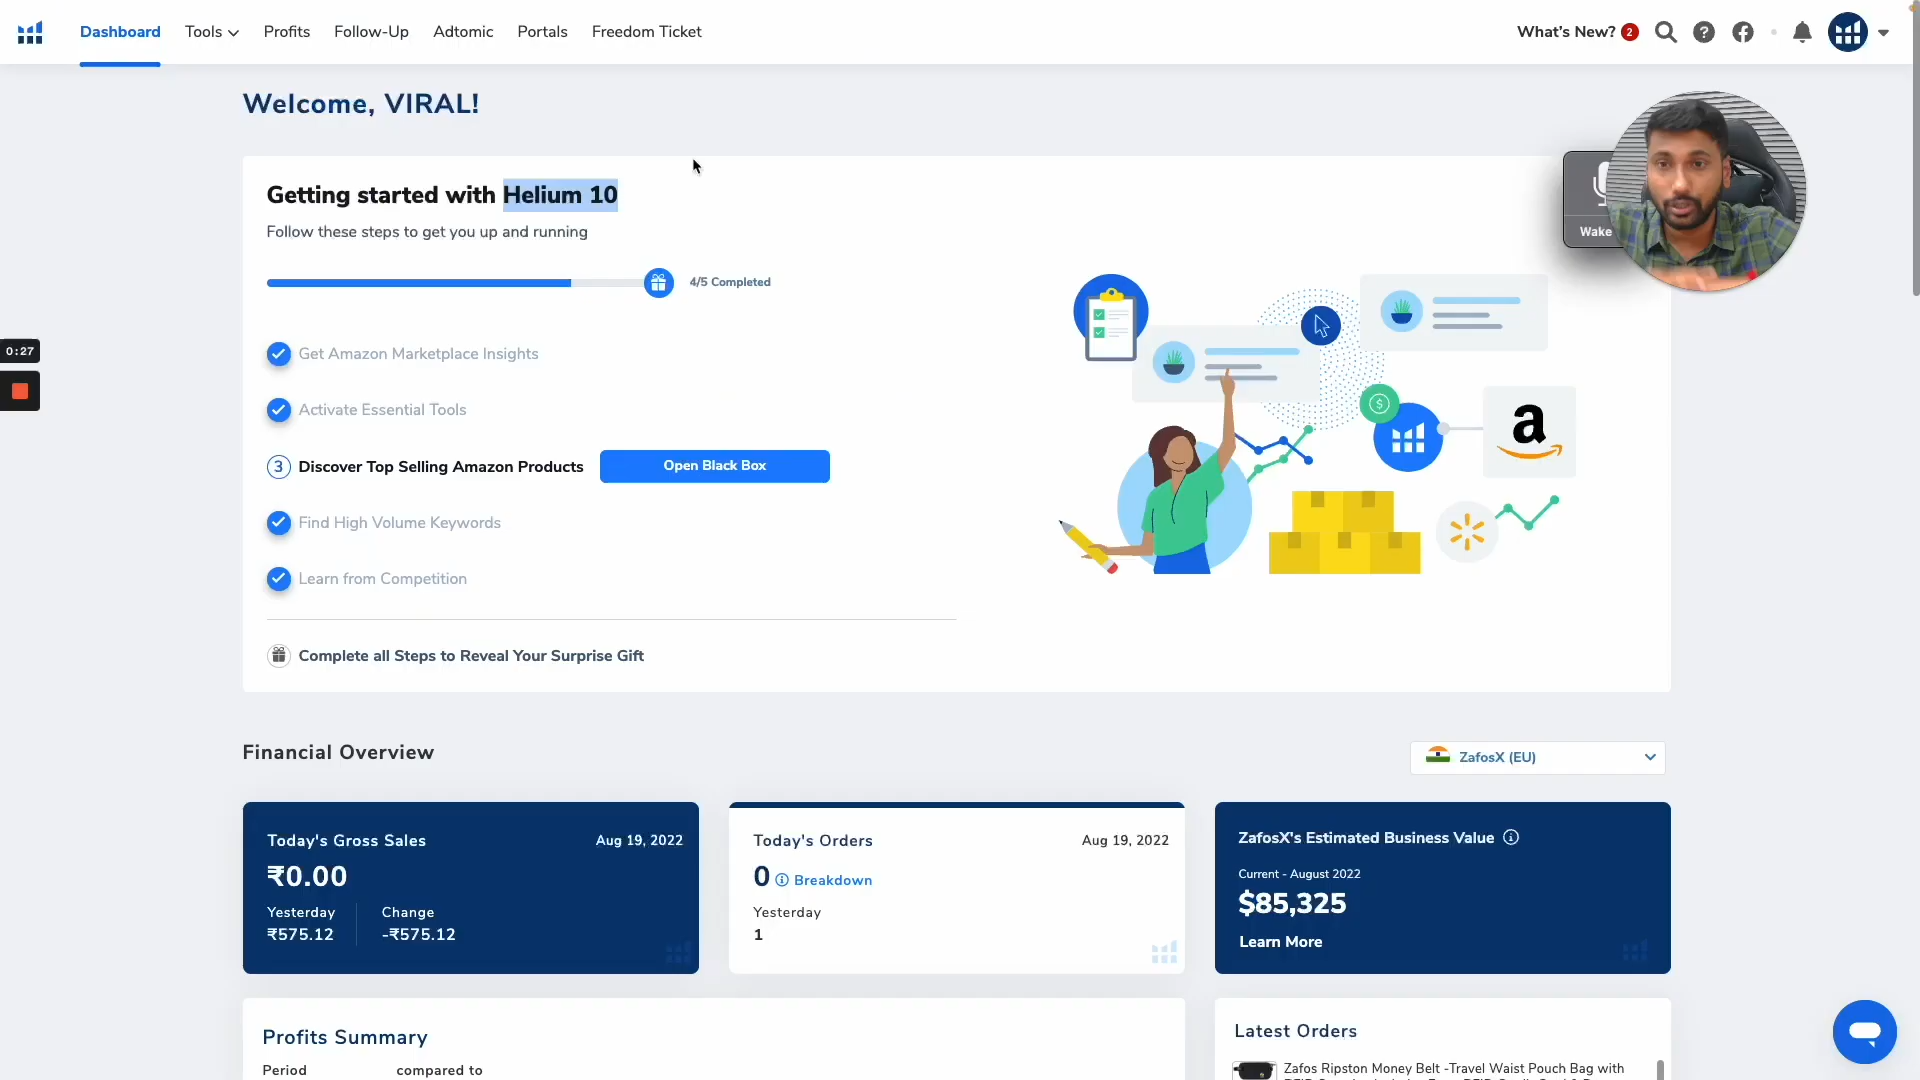 Dashboard Tools Profits Follow-Up Adtomic Portals Freedom Ticket What's New? 2
Welcome, VIRAL!
Getting started with Helium 10
Follow these steps to get you up and running
4/5 Completed
Wake
0:27
Get Amazon Marketplace Insights
Activate Essential Tools
3 Discover Top Selling Amazon Products Open Black Box
Find High Volume Keywords
Learn from Competition
Complete all Steps to Reveal Your Surprise Gift
Financial Overview
ZafosX (EU)
Today's Gross Sales Aug 19, 2022
₹0.00
Yesterday Change
₹575.12 -₹575.12
Today's Orders Aug 19, 2022
0 Breakdown
Yesterday
1
ZafosX's Estimated Business Value
Current - August 2022
$85,325
Learn More
Profits Summary
Period compared to
Latest Orders
Zafos Ripston Money Belt -Travel Waist Pouch Bag with